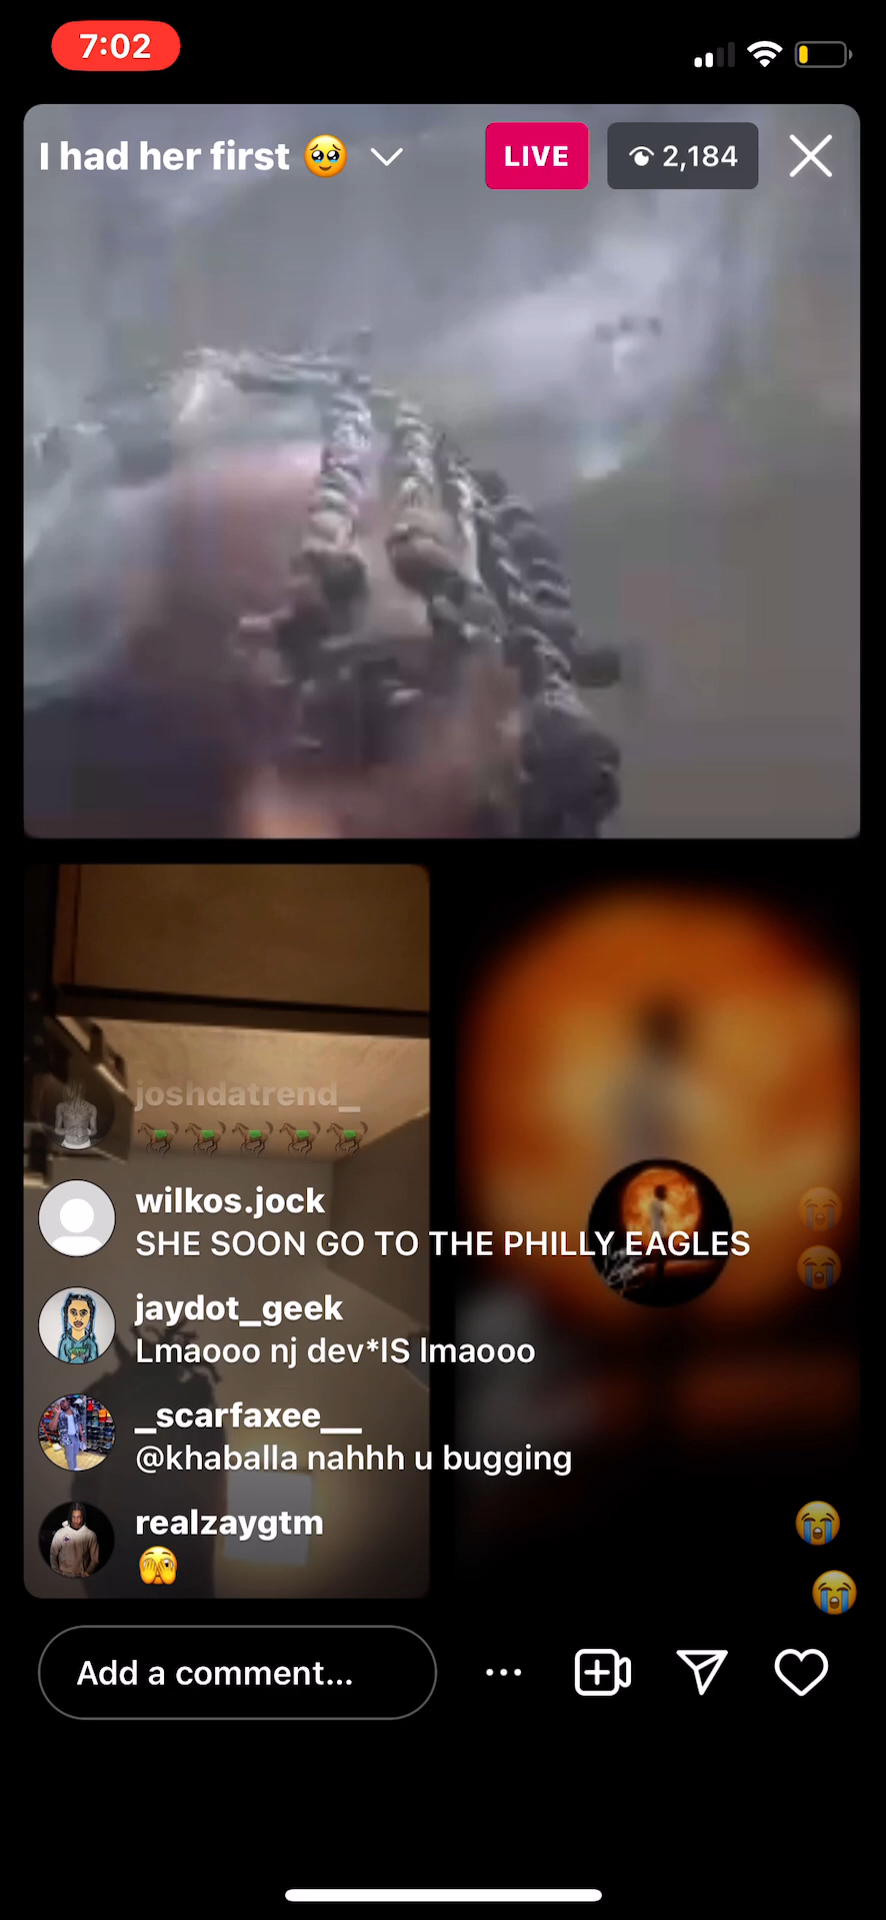 7:02
I had her first 🥹
LIVE
2,184
joshdatrend_
🐎🐎🐎🐎🐎
wilkos.jock
SHE SOON GO TO THE PHILLY EAGLES
jaydot_geek
Lmaooo nj dev*lS lmaooo
_scarfaxee__
@khaballa nahhh u bugging
realzaygtm
🫣
Add a comment...